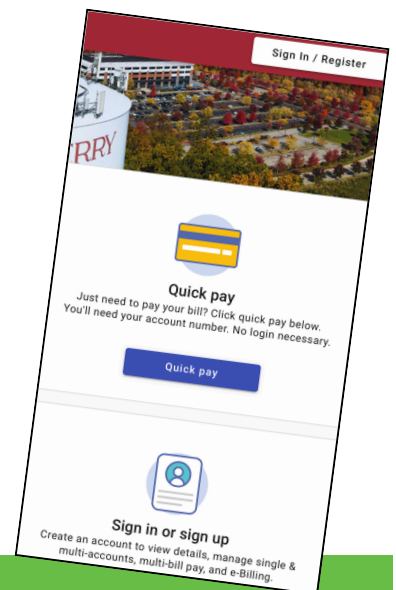 Sign In / Register
RRY
Quick pay
Just need to pay your bill? Click quick pay below.
You'll need your account number. No login necessary.
Quick pay
Sign in or sign up
Create an account to view details, manage single &
multi-accounts, multi-bill pay, and e-Billing.